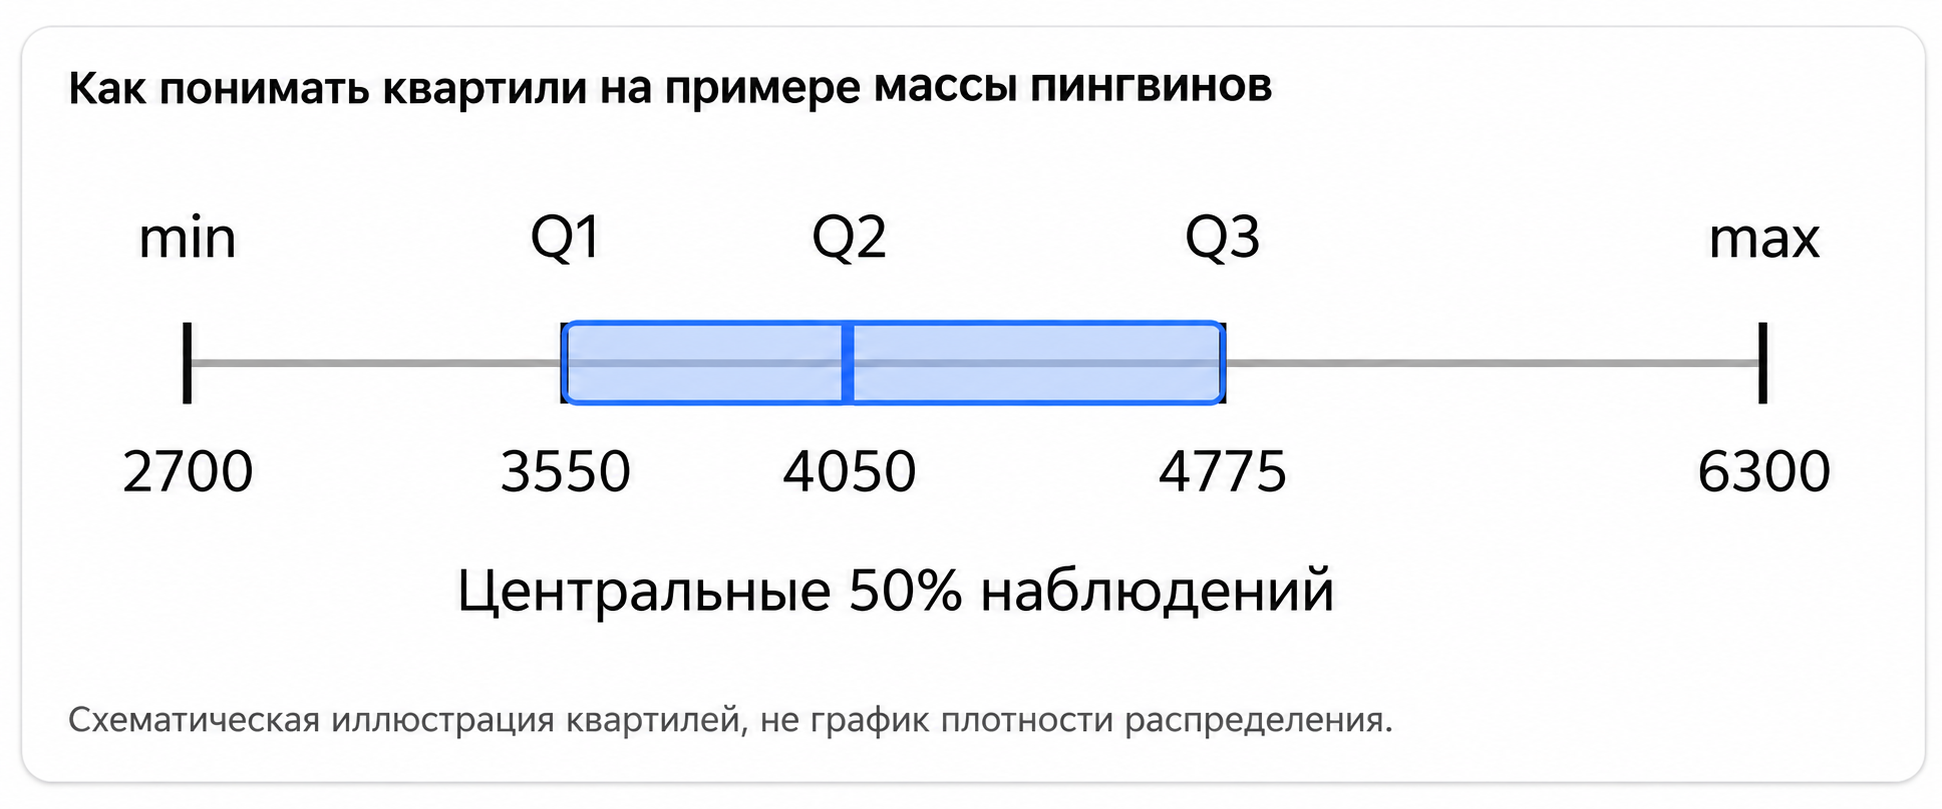 Как понимать квартили на примере массы пингвинов
min Q1 Q2 Q3 max
2700 3550 4050 4775 6300
Центральные 50% наблюдений
Схематическая иллюстрация квартилей, не график плотности распределения.